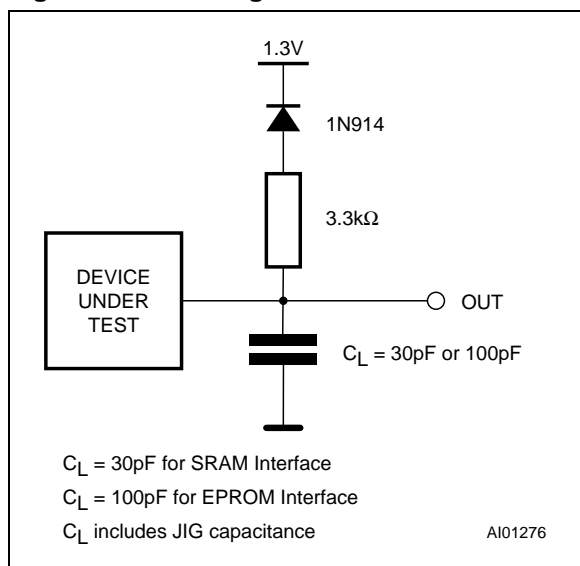 1.3V
1N914
3.3kΩ
DEVICE
UNDER
TEST
OUT
CL = 30pF or 100pF
CL = 30pF for SRAM Interface
CL = 100pF for EPROM Interface
CL includes JIG capacitance
AI01276